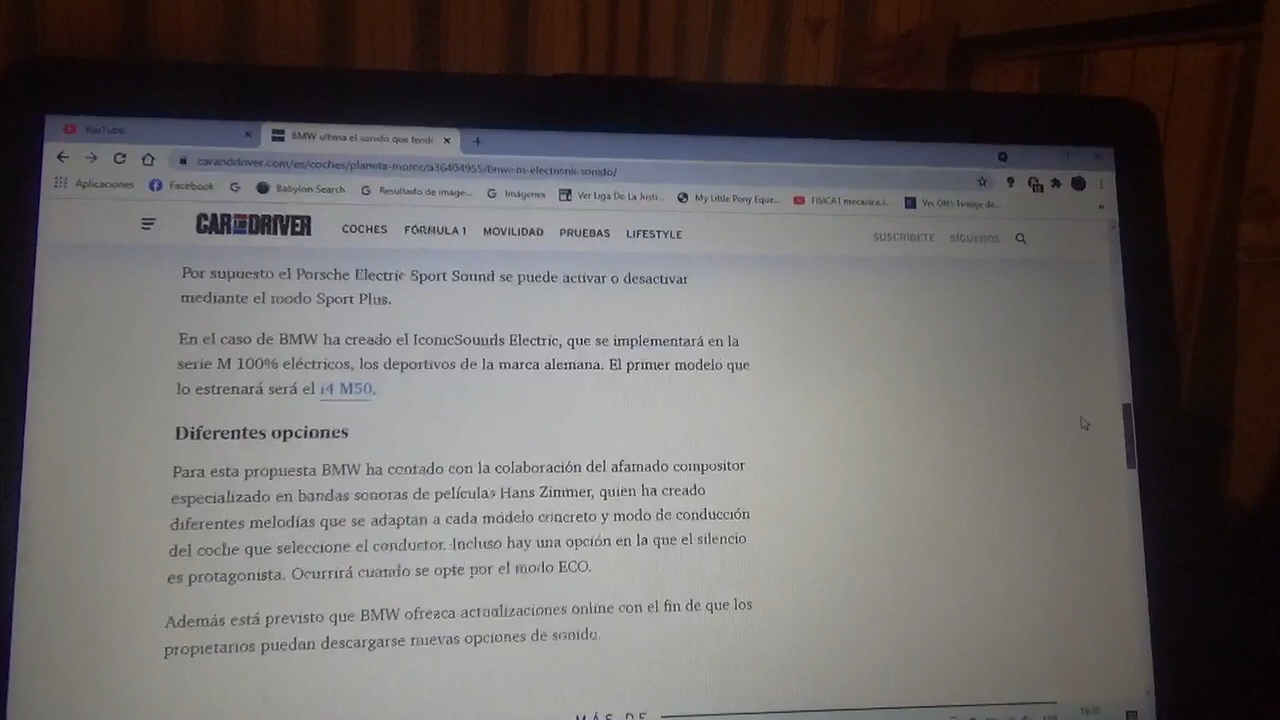 YouTube
BMW ultima el sonido que tendr
carandriver.com/es/coches/planeta-motor/a36404955/bmw-m-electronic-sonido/
Aplicaciones Facebook Babylon Search Resultado de image... Imágenes Ver Liga De La Justi... My Little Pony Eque... FISICA1 mecanica
CAR AND DRIVER COCHES FÓRMULA 1 MOVILIDAD PRUEBAS LIFESTYLE SUSCRÍBETE SÍGUENOS
Por supuesto el Porsche Electric Sport Sound se puede activar o desactivar
mediante el modo Sport Plus.
En el caso de BMW ha creado el IconicSounds Electric, que se implementará en la
serie M 100% eléctricos, los deportivos de la marca alemana. El primer modelo que
lo estrenará será el i4 M50.
Diferentes opciones
Para esta propuesta BMW ha contado con la colaboración del afamado compositor
especializado en bandas sonoras de películas Hans Zimmer, quien ha creado
diferentes melodías que se adaptan a cada modelo concreto y modo de conducción
del coche que seleccione el conductor. Incluso hay una opción en la que el silencio
es protagonista. Ocurrirá cuando se opte por el modo ECO.
Además está previsto que BMW ofrezca actualizaciones online con el fin de que los
propietarios puedan descargarse nuevas opciones de sonido.
MÁS DE